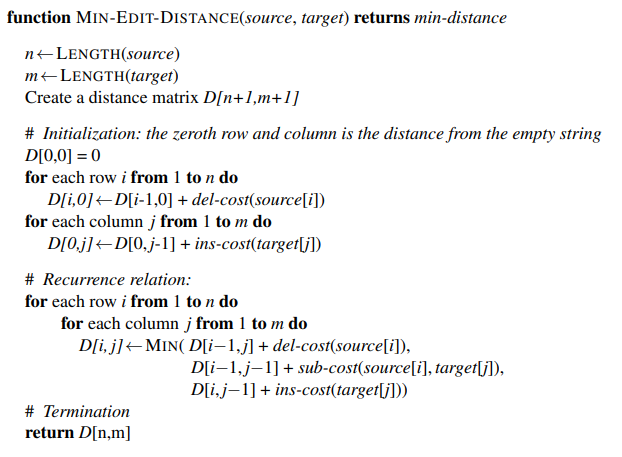 function MIN-EDIT-DISTANCE(source, target) returns min-distance
n←LENGTH(source)
m←LENGTH(target)
Create a distance matrix D[n+1,m+1]
# Initialization: the zeroth row and column is the distance from the empty string
D[0,0] = 0
for each row i from 1 to n do
D[i,0]←D[i-1,0] + del-cost(source[i])
for each column j from 1 to m do
D[0,j]←D[0,j-1] + ins-cost(target[j])
# Recurrence relation:
for each row i from 1 to n do
for each column j from 1 to m do
D[i,j]←MIN( D[i−1,j] + del-cost(source[i]),
D[i−1,j−1] + sub-cost(source[i], target[j]),
D[i,j−1] + ins-cost(target[j]))
# Termination
return D[n,m]